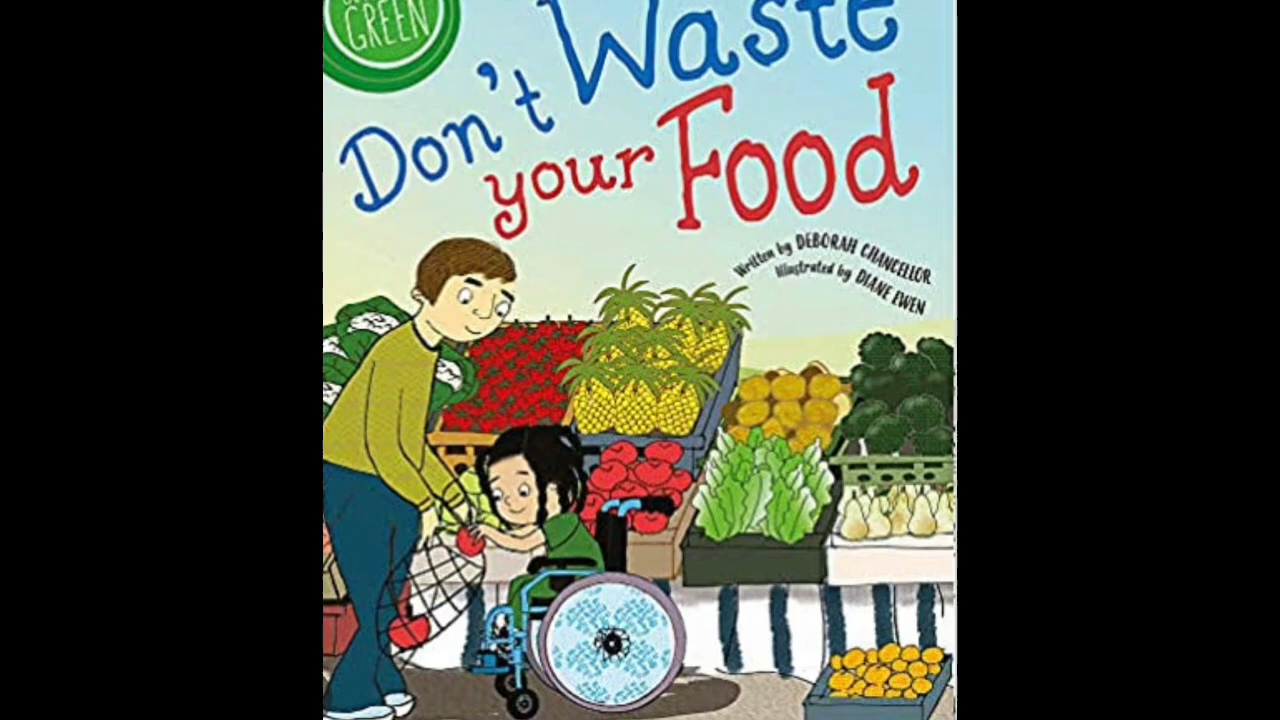 GREEN
Don't Waste
your Food
Written by DEBORAH CHANCELLOR
Illustrated by DIANE EWEN